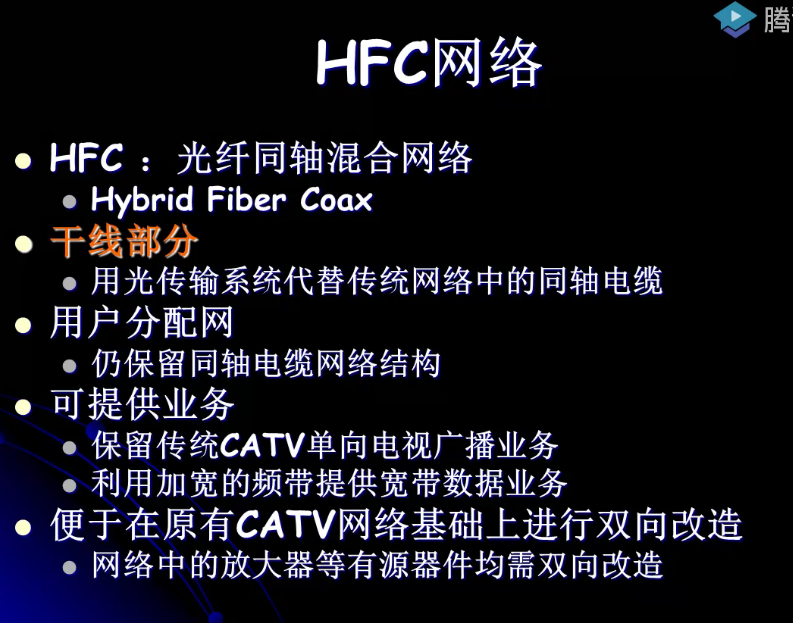 腾
HFC网络
HFC ：光纤同轴混合网络
Hybrid Fiber Coax
干线部分
用光传输系统代替传统网络中的同轴电缆
用户分配网
仍保留同轴电缆网络结构
可提供业务
保留传统CATV单向电视广播业务
利用加宽的频带提供宽带数据业务
便于在原有CATV网络基础上进行双向改造
网络中的放大器等有源器件均需双向改造